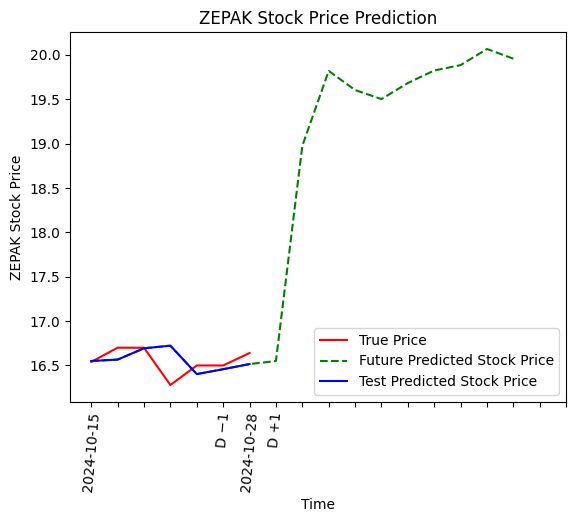 ZEPAK Stock Price Prediction
ZEPAK Stock Price
20.0
19.5
19.0
18.5
18.0
17.5
17.0
16.5
True Price
Future Predicted Stock Price
Test Predicted Stock Price
2024-10-15
D −1
2024-10-28
D +1
Time